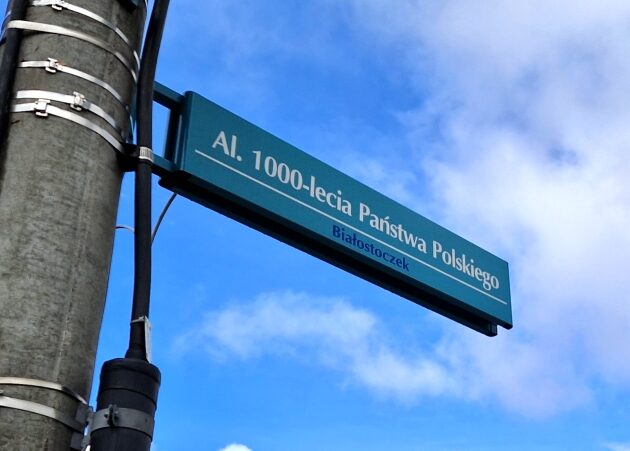 Al. 1000-lecia Państwa Polskiego
Białostoczek